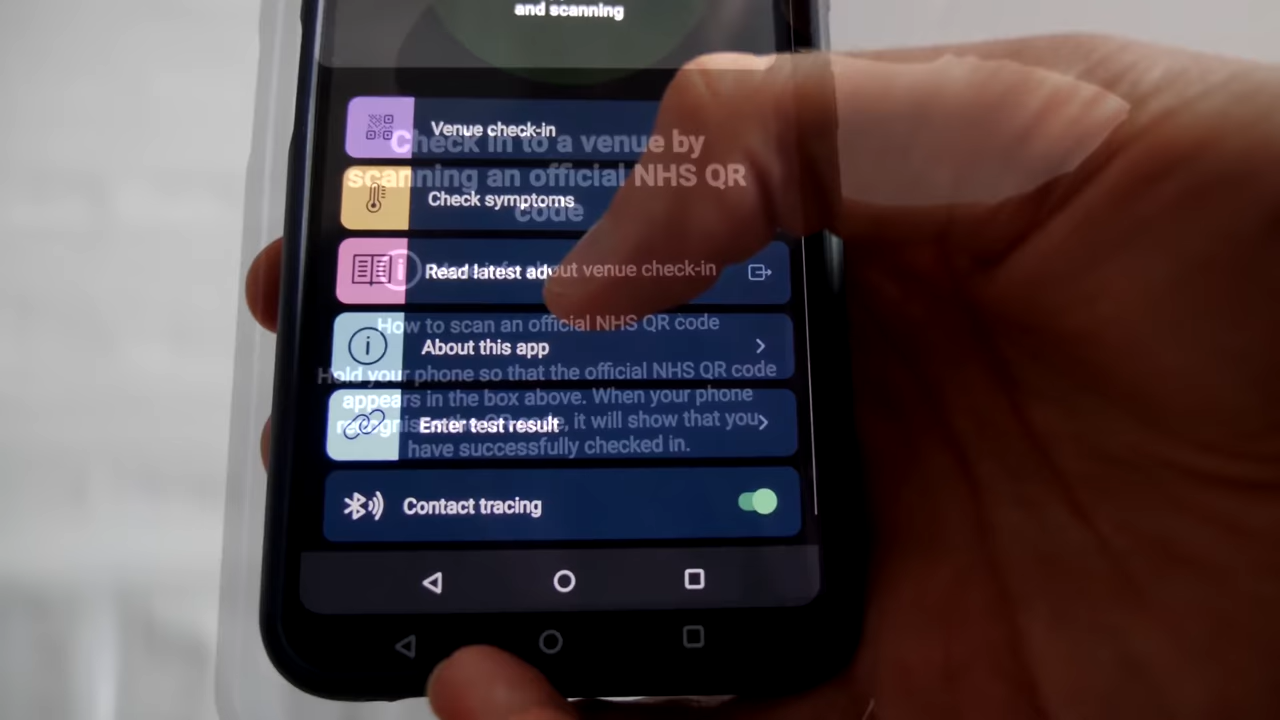 and scanning
Venue check-in
Check in to a venue by
scanning an official NHS QR
code
Check symptoms
Read latest adv
about venue check-in
How to scan an official NHS QR code
About this app
Hold your phone so that the official NHS QR code
appears in the box above. When your phone
Enter test result
it will show that you
have successfully checked in.
Contact tracing